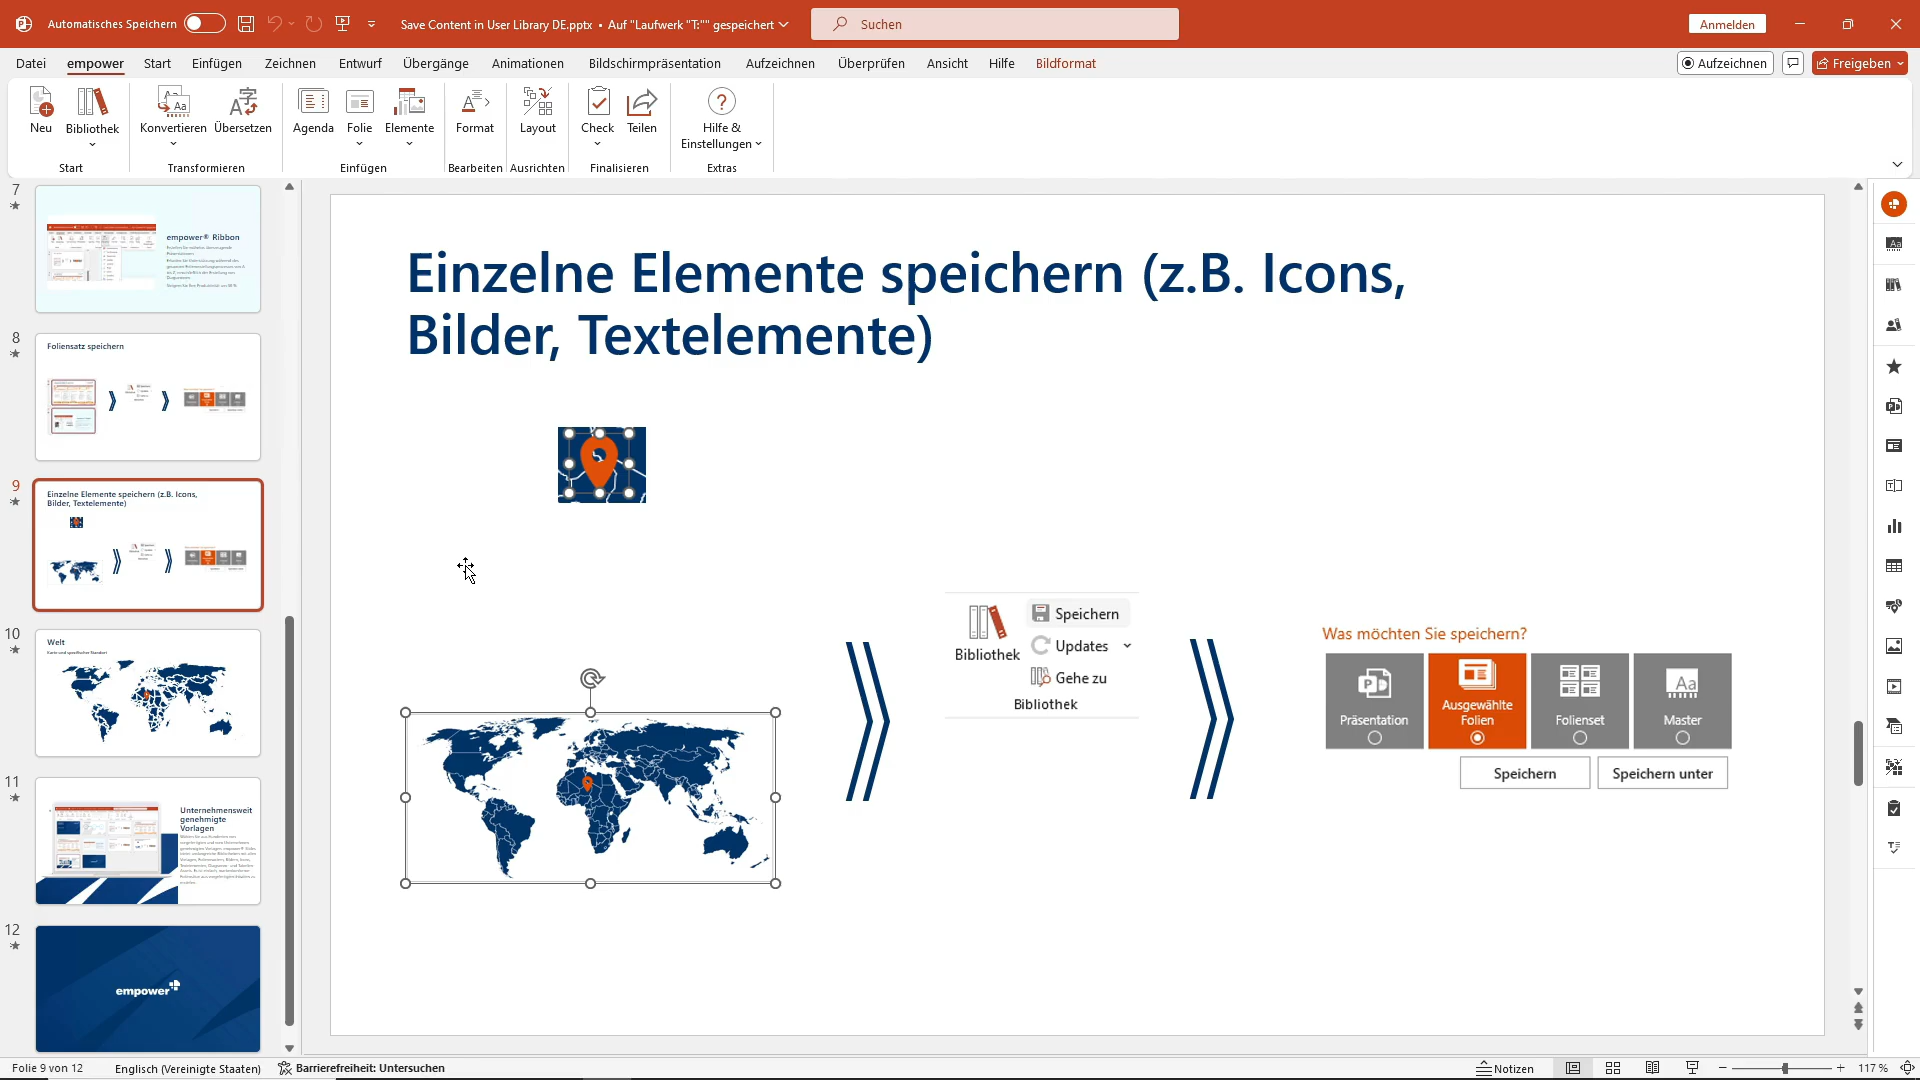 Automatisches Speichern
Save Content in User Library DE.pptx • Auf "Laufwerk "T:"" gespeichert
Suchen
Anmelden
Datei
empower
Start
Einfügen
Zeichnen
Entwurf
Übergänge
Animationen
Bildschirmpräsentation
Aufzeichnen
Überprüfen
Ansicht
Hilfe
Bildformat
Aufzeichnen
Freigeben
Neu
Bibliothek
Start
Konvertieren
Übersetzen
Transformieren
Agenda
Folie
Elemente
Einfügen
Format
Bearbeiten
Layout
Ausrichten
Check
Teilen
Finalisieren
Hilfe &
Einstellungen
Extras
7
empower® Ribbon
8
Foliensatz speichern
9
Einzelne Elemente speichern (z.B. Icons,
Bilder, Textelemente)
10
Welt
Karte und spezifischer Standort
11
Unternehmensweit
genehmigte
Vorlagen
12
empower
Einzelne Elemente speichern (z.B. Icons,
Bilder, Textelemente)
Bibliothek
Speichern
Updates
Gehe zu
Bibliothek
Was möchten Sie speichern?
Präsentation
Ausgewählte
Folien
Folienset
Aa
Master
Speichern
Speichern unter
Folie 9 von 12
Englisch (Vereinigte Staaten)
Barrierefreiheit: Untersuchen
Notizen
117 %